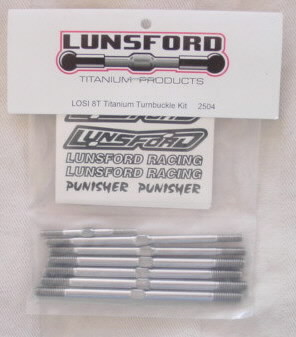 LUNSFORD
TITANIUM PRODUCTS
LOSI 8T Titanium Turnbuckle Kit 2504
LUNSFORD
LUNSFORD RACING
LUNSFORD RACING
PUNISHER PUNISHER